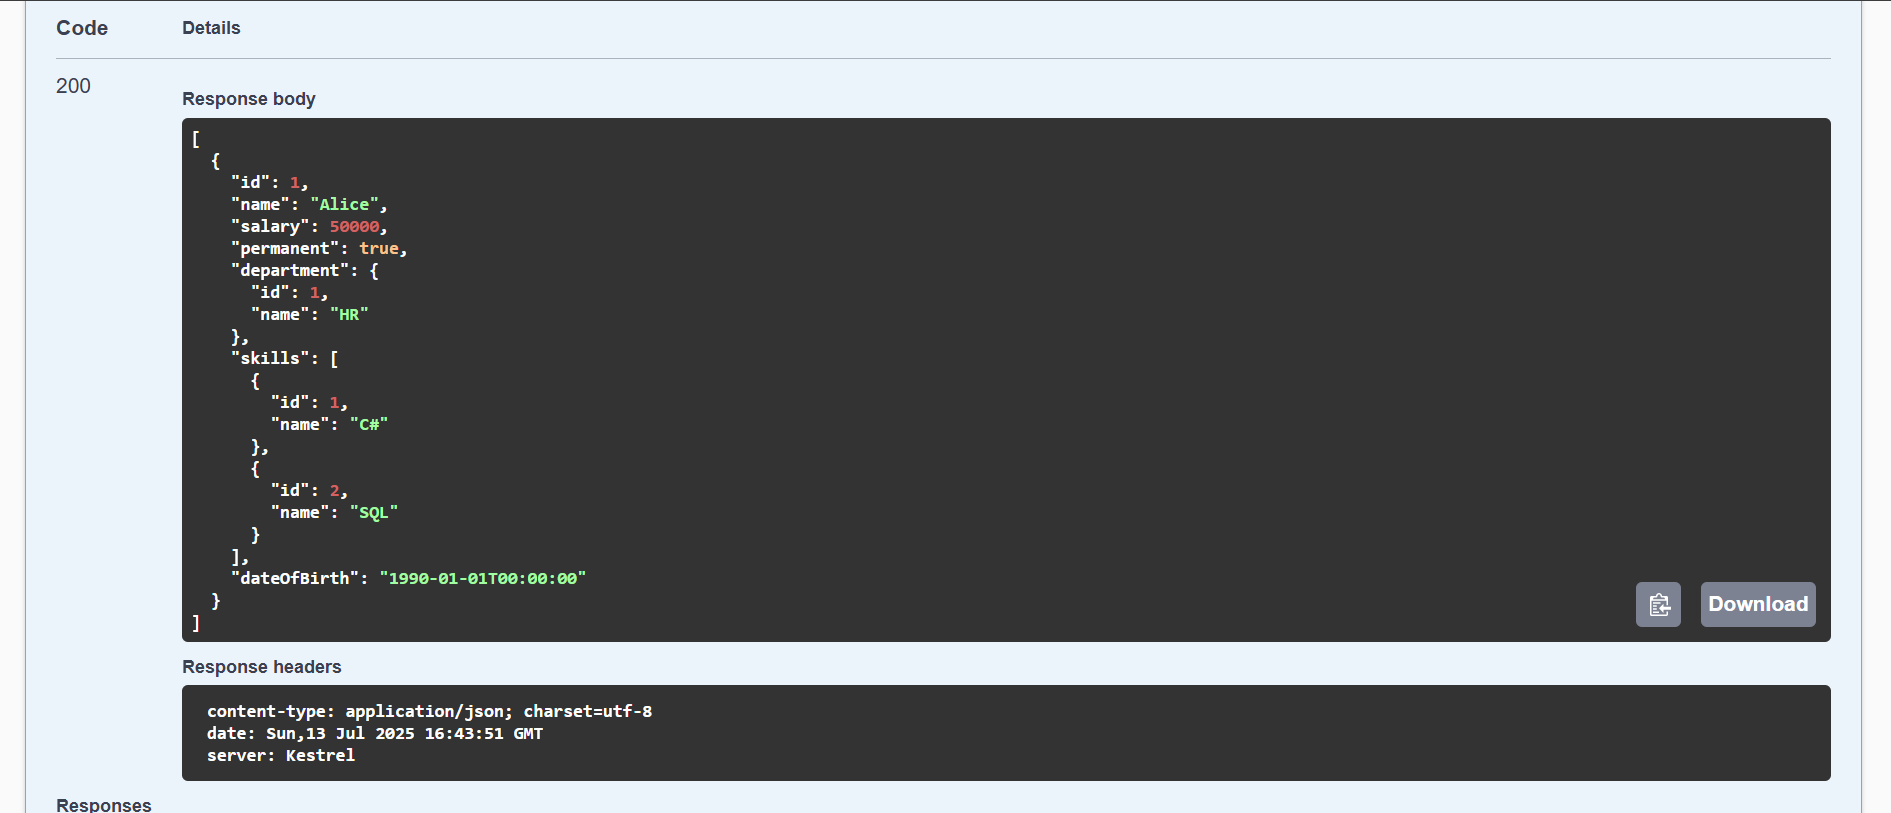 Code Details
200
Response body
[
  {
    "id": 1,
    "name": "Alice",
    "salary": 50000,
    "permanent": true,
    "department": {
      "id": 1,
      "name": "HR"
    },
    "skills": [
      {
        "id": 1,
        "name": "C#"
      },
      {
        "id": 2,
        "name": "SQL"
      }
    ],
    "dateOfBirth": "1990-01-01T00:00:00"
  }
]
Download
Response headers
content-type: application/json; charset=utf-8
date: Sun,13 Jul 2025 16:43:51 GMT
server: Kestrel
Responses